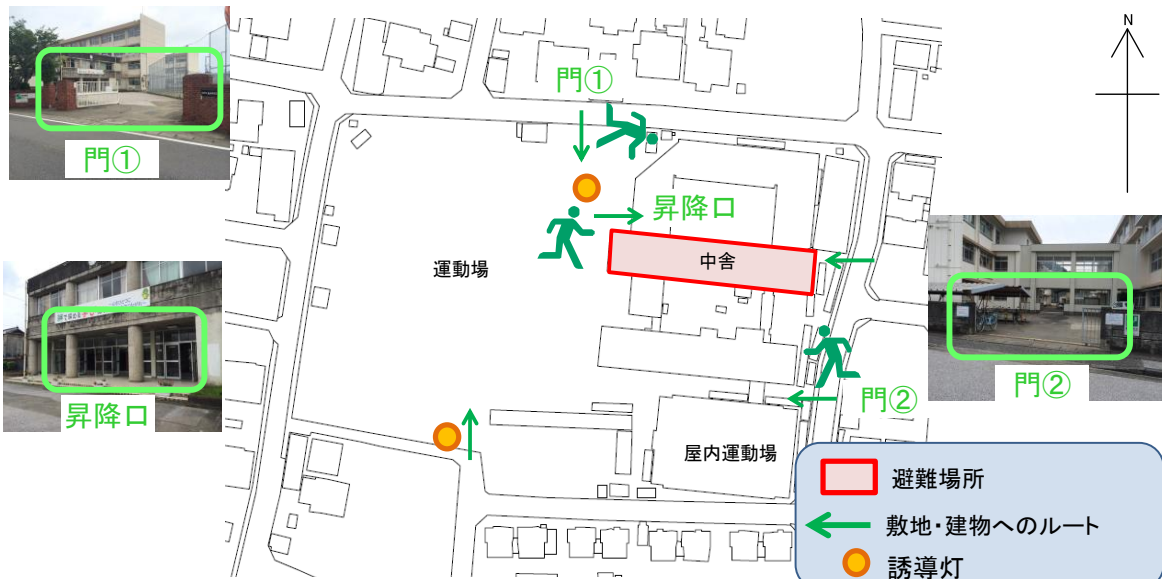 門①
門①
N
昇降口
運動場
中舎
昇降口
門②
門②
屋内運動場
避難場所
敷地・建物へのルート
誘導灯